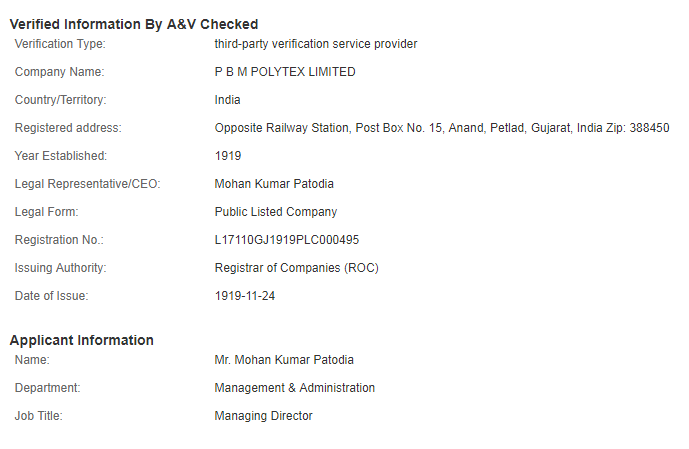 Verified Information By A&V Checked
Verification Type: third-party verification service provider
Company Name: P B M POLYTEX LIMITED
Country/Territory: India
Registered address: Opposite Railway Station, Post Box No. 15, Anand, Petlad, Gujarat, India Zip: 388450
Year Established: 1919
Legal Representative/CEO: Mohan Kumar Patodia
Legal Form: Public Listed Company
Registration No.: L17110GJ1919PLC000495
Issuing Authority: Registrar of Companies (ROC)
Date of Issue: 1919-11-24
Applicant Information
Name: Mr. Mohan Kumar Patodia
Department: Management & Administration
Job Title: Managing Director